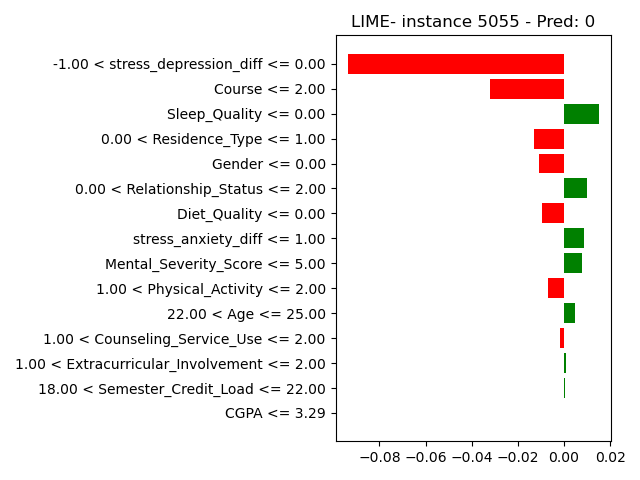 LIME- instance 5055 - Pred: 0
-1.00 < stress_depression_diff <= 0.00
Course <= 2.00
Sleep_Quality <= 0.00
0.00 < Residence_Type <= 1.00
Gender <= 0.00
0.00 < Relationship_Status <= 2.00
Diet_Quality <= 0.00
stress_anxiety_diff <= 1.00
Mental_Severity_Score <= 5.00
1.00 < Physical_Activity <= 2.00
22.00 < Age <= 25.00
1.00 < Counseling_Service_Use <= 2.00
1.00 < Extracurricular_Involvement <= 2.00
18.00 < Semester_Credit_Load <= 22.00
CGPA <= 3.29
−0.08 −0.06 −0.04 −0.02 0.00 0.02